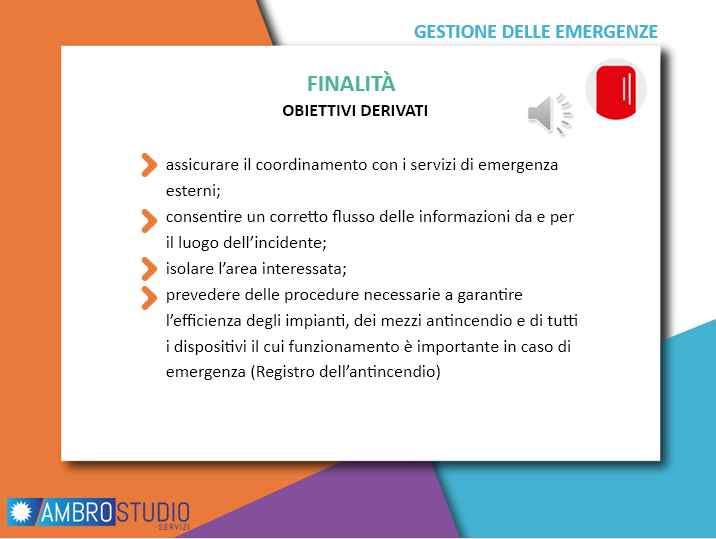 GESTIONE DELLE EMERGENZE
FINALITÀ
OBIETTIVI DERIVATI
assicurare il coordinamento con i servizi di emergenza
esterni;
consentire un corretto flusso delle informazioni da e per
il luogo dell’incidente;
isolare l’area interessata;
prevedere delle procedure necessarie a garantire
l’efficienza degli impianti, dei mezzi antincendio e di tutti
i dispositivi il cui funzionamento è importante in caso di
emergenza (Registro dell’antincendio)
AMBROSTUDIO
SERVIZI